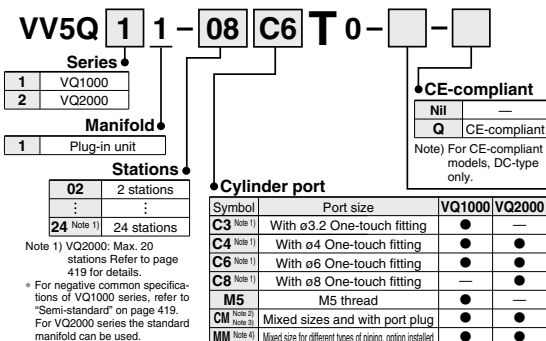 VV5Q 1 1 – 08 C6 T 0 – –
Series
1 VQ1000
2 VQ2000
Manifold
1 Plug-in unit
Stations
02 2 stations
⋮ ⋮
24 Note 1) 24 stations
Note 1) VQ2000: Max. 20
stations Refer to page
419 for details.
* For negative common specifica-
tions of VQ1000 series, refer to
"Semi-standard" on page 419.
For VQ2000 series the standard
manifold can be used.
CE-compliant
Nil —
Q CE-compliant
Note) For CE-compliant
models, DC-type
only.
Cylinder port
Symbol Port size VQ1000 VQ2000
C3 Note 1) With ø3.2 One-touch fitting ● —
C4 Note 1) With ø4 One-touch fitting ● ●
C6 Note 1) With ø6 One-touch fitting ● ●
C8 Note 1) With ø8 One-touch fitting — ●
M5 M5 thread ● —
CM Note 2) Note 3) Mixed sizes and with port plug ● ●
MM Note 4) Mixed size for different types of piping, option installed ● ●